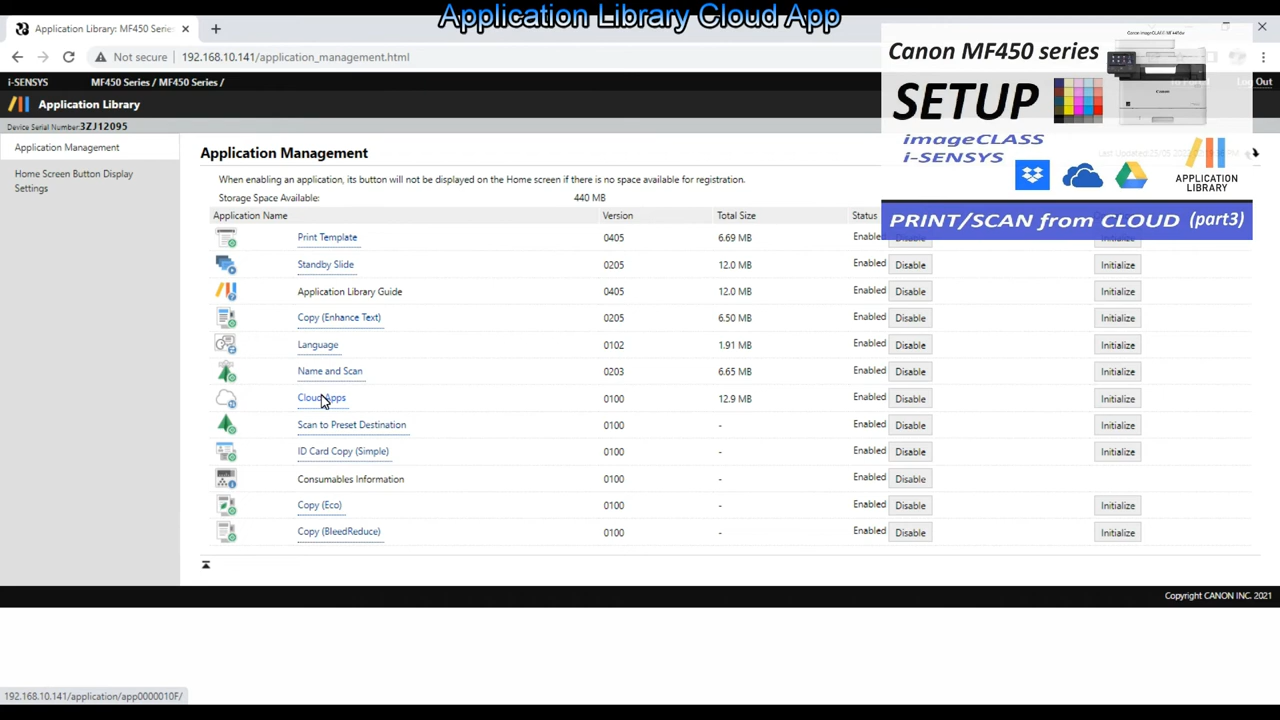 Application Library Cloud App
Application Library: MF450 Series
Not secure
192.168.10.141/application_management.html
i-SENSYS
MF450 Series / MF450 Series /
Log Out
Application Library
Device Serial Number:3ZJ12095
Application Management
Home Screen Button Display
Settings
Application Management
When enabling an application, its button will not be displayed on the Home screen if there is no space available for registration.
Storage Space Available: 440 MB
Application Name Version Total Size Status
Print Template 0405 6.69 MB Enabled Disable Initialize
Standby Slide 0205 12.0 MB Enabled Disable Initialize
Application Library Guide 0405 12.0 MB Enabled Disable Initialize
Copy (Enhance Text) 0205 6.50 MB Enabled Disable Initialize
Language 0102 1.91 MB Enabled Disable Initialize
Name and Scan 0203 6.65 MB Enabled Disable Initialize
Cloud Apps 0100 12.9 MB Enabled Disable Initialize
Scan to Preset Destination 0100 - Enabled Disable Initialize
ID Card Copy (Simple) 0100 - Enabled Disable Initialize
Consumables Information 0100 - Enabled Disable
Copy (Eco) 0100 - Enabled Disable Initialize
Copy (BleedReduce) 0100 - Enabled Disable Initialize
Copyright CANON INC. 2021
192.168.10.141/application/app0000010F/
Canon MF450 series
SETUP
imageCLASS
i-SENSYS
APPLICATION
LIBRARY
PRINT/SCAN from CLOUD (part3)